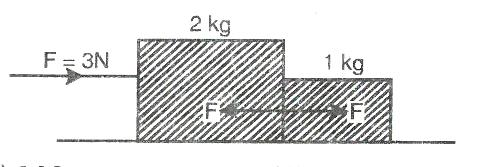 2 kg
F = 3N
1 kg
F F